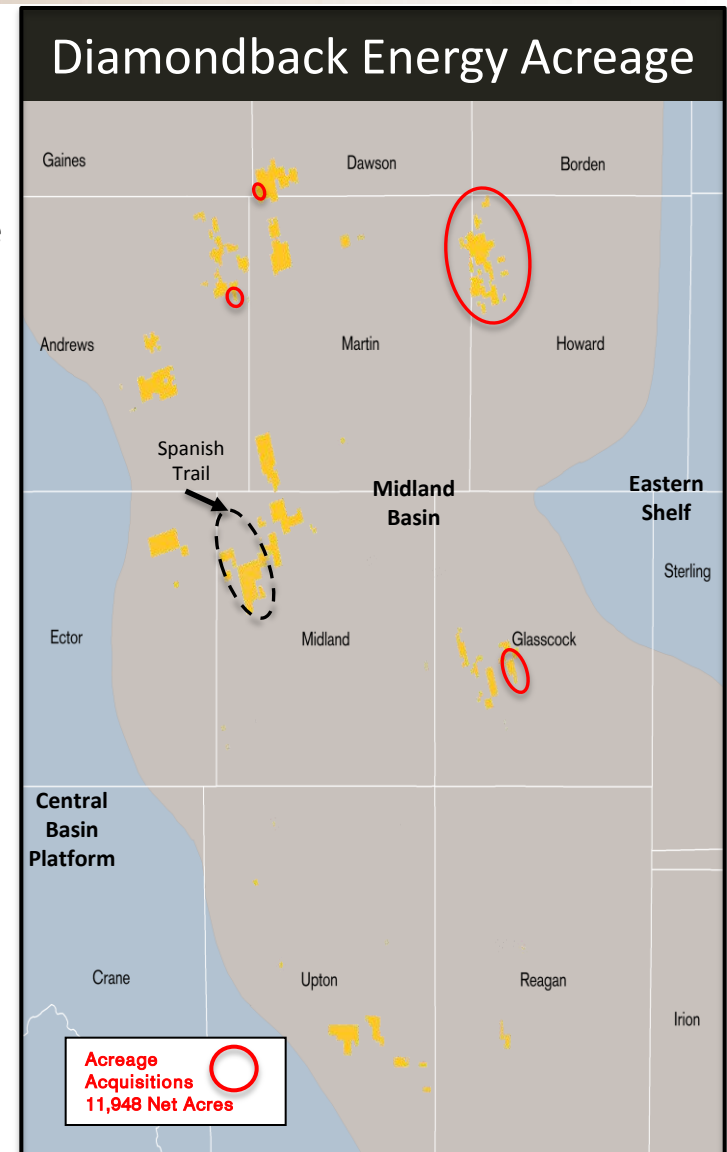 Diamondback Energy Acreage
Gaines
Dawson
Borden
Andrews
Martin
Howard
Spanish
Trail
Midland
Basin
Eastern
Shelf
Sterling
Ector
Midland
Glasscock
Central
Basin
Platform
Crane
Upton
Reagan
Irion
Acreage
Acquisitions
11,948 Net Acres